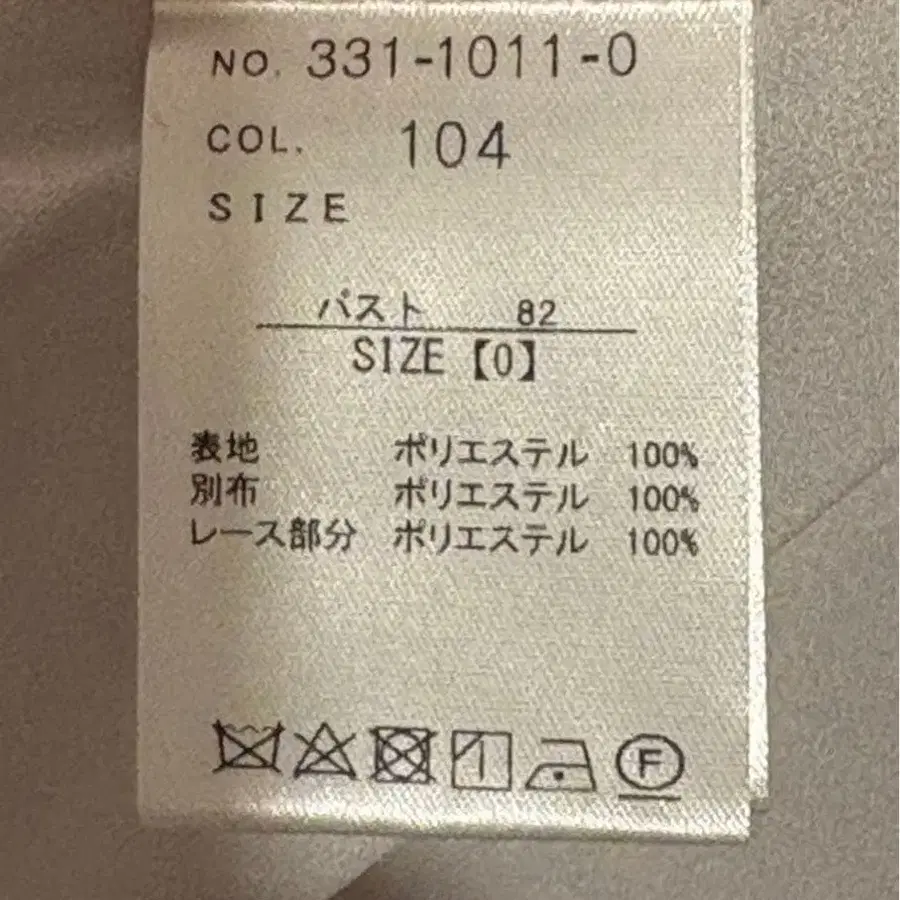 NO. 331-1011-0
COL. 104
SIZE
バスト 82
SIZE【0】
表地 ポリエステル 100%
別布 ポリエステル 100%
レース部分 ポリエステル 100%
F